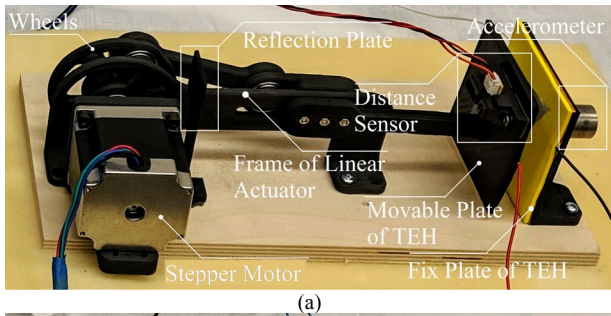 Wheels
Reflection Plate
Accelerometer
Distance
Sensor
Frame of Linear
Actuator
Movable Plate
of TEH
Stepper Motor
Fix Plate of TEH
(a)